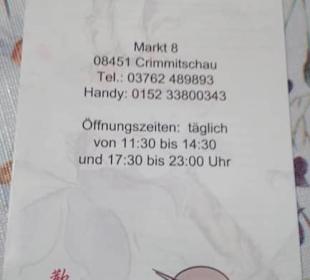 Markt 8
08451 Crimmitschau
Tel.: 03762 489893
Handy: 0152 33800343
Öffnungszeiten: täglich
von 11:30 bis 14:30
und 17:30 bis 23:00 Uhr